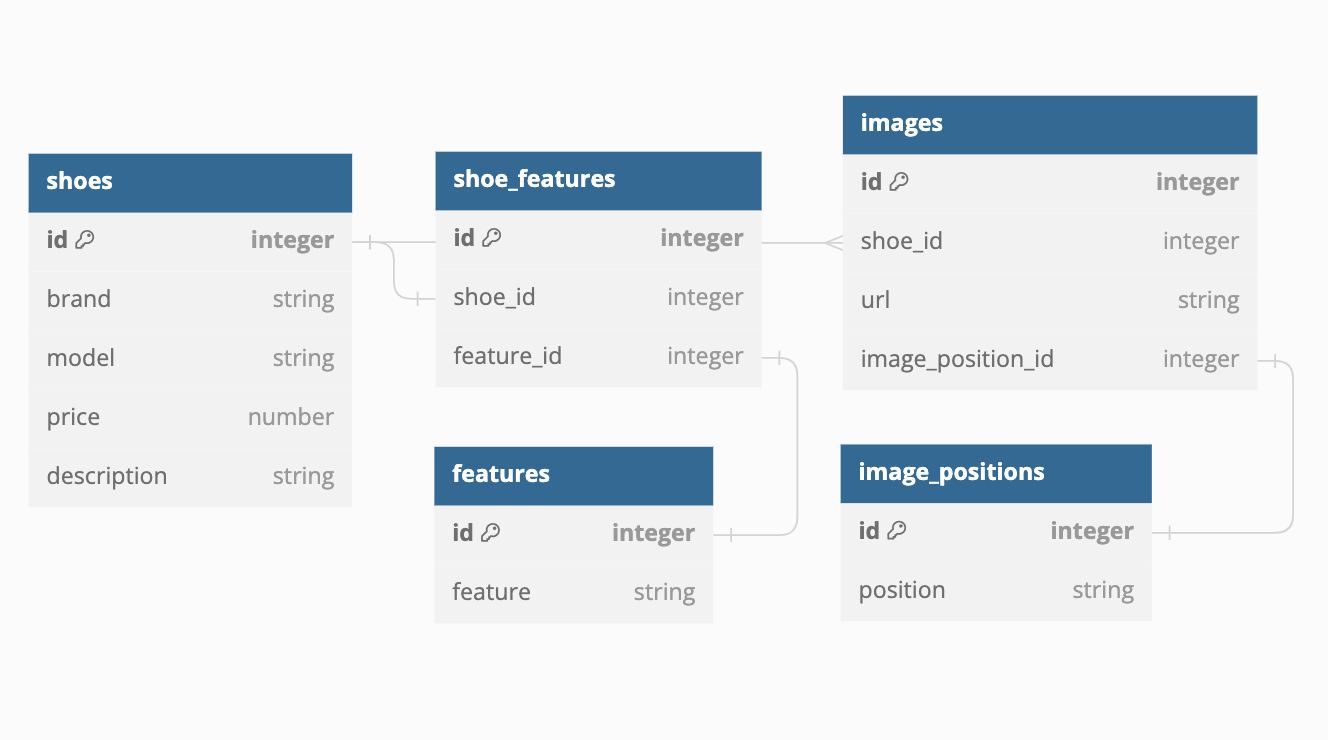 shoes
id integer
brand string
model string
price number
description string
shoe_features
id integer
shoe_id integer
feature_id integer
features
id integer
feature string
images
id integer
shoe_id integer
url string
image_position_id integer
image_positions
id integer
position string